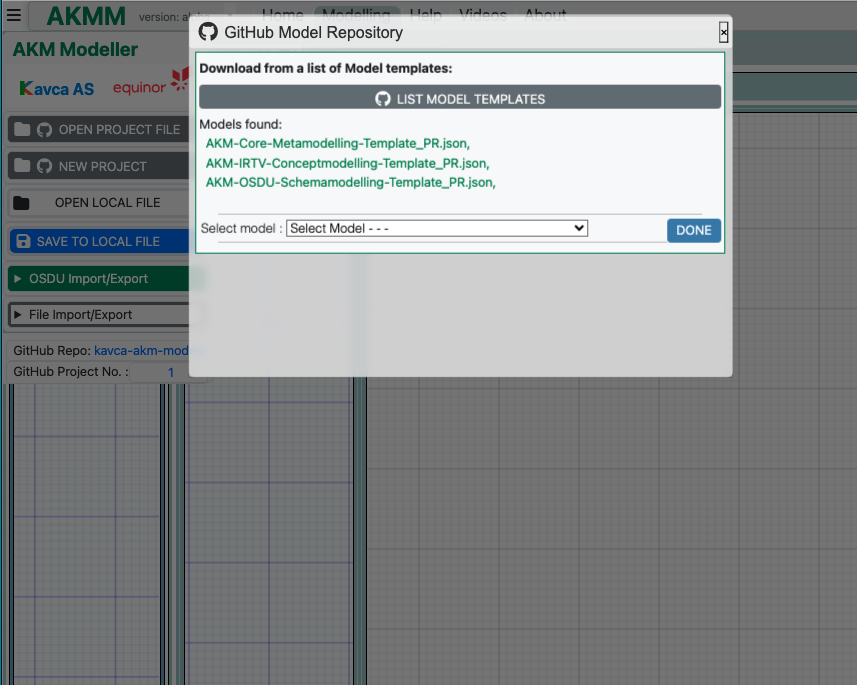 AKMM version: al Home Modelling Help Videos About
GitHub Model Repository
×
AKM Modeller
Kavca AS equinor
Download from a list of Model templates:
LIST MODEL TEMPLATES
Models found:
AKM-Core-Metamodelling-Template_PR.json,
AKM-IRTV-Conceptmodelling-Template_PR.json,
AKM-OSDU-Schemamodelling-Template_PR.json,
Select model : Select Model - - -
DONE
OPEN PROJECT FILE
NEW PROJECT
OPEN LOCAL FILE
SAVE TO LOCAL FILE
OSDU Import/Export
File Import/Export
GitHub Repo: kavca-akm-mod
GitHub Project No. : 1